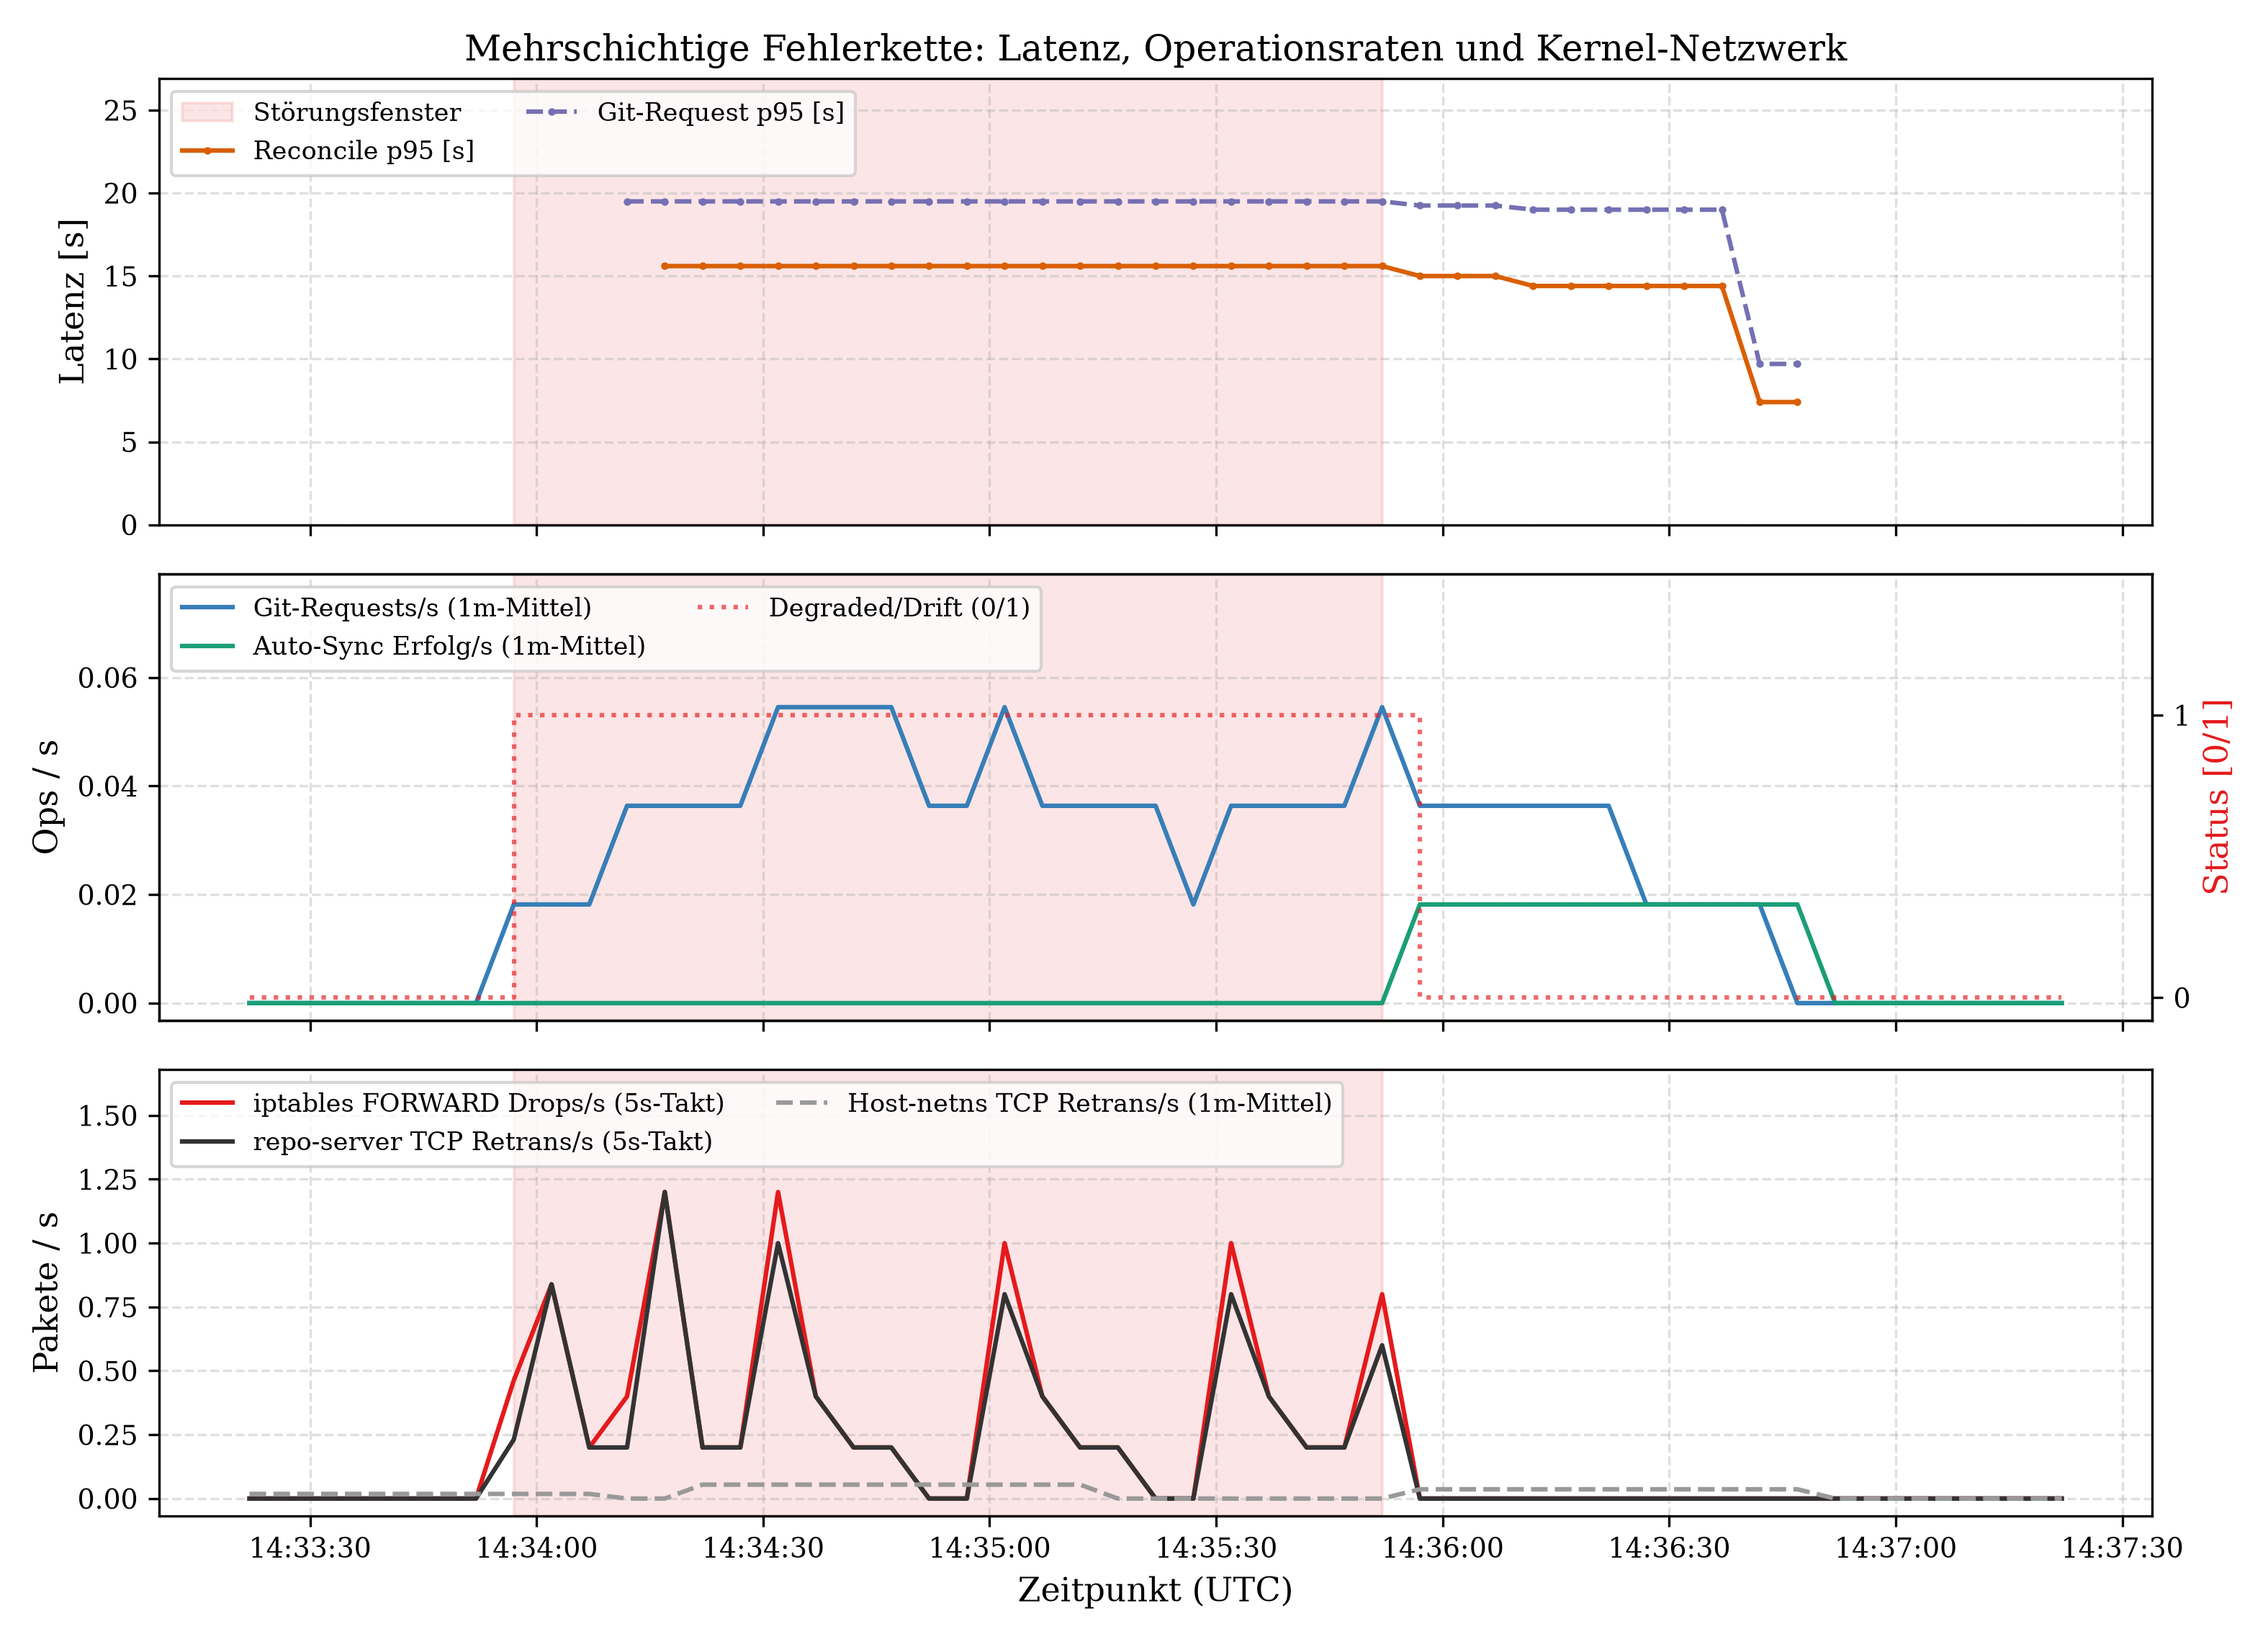 Mehrschichtige Fehlerkette: Latenz, Operationsraten und Kernel-Netzwerk
Störungsfenster
Git-Request p95 [s]
Reconcile p95 [s]
Latenz [s]
25
20
15
10
5
0
Git-Requests/s (1m-Mittel)
Degraded/Drift (0/1)
Auto-Sync Erfolg/s (1m-Mittel)
Ops / s
0.06
0.04
0.02
0.00
1
0
Status [0/1]
iptables FORWARD Drops/s (5s-Takt)
Host-netns TCP Retrans/s (1m-Mittel)
repo-server TCP Retrans/s (5s-Takt)
Pakete / s
1.50
1.25
1.00
0.75
0.50
0.25
0.00
14:33:30
14:34:00
14:34:30
14:35:00
14:35:30
14:36:00
14:36:30
14:37:00
14:37:30
Zeitpunkt (UTC)